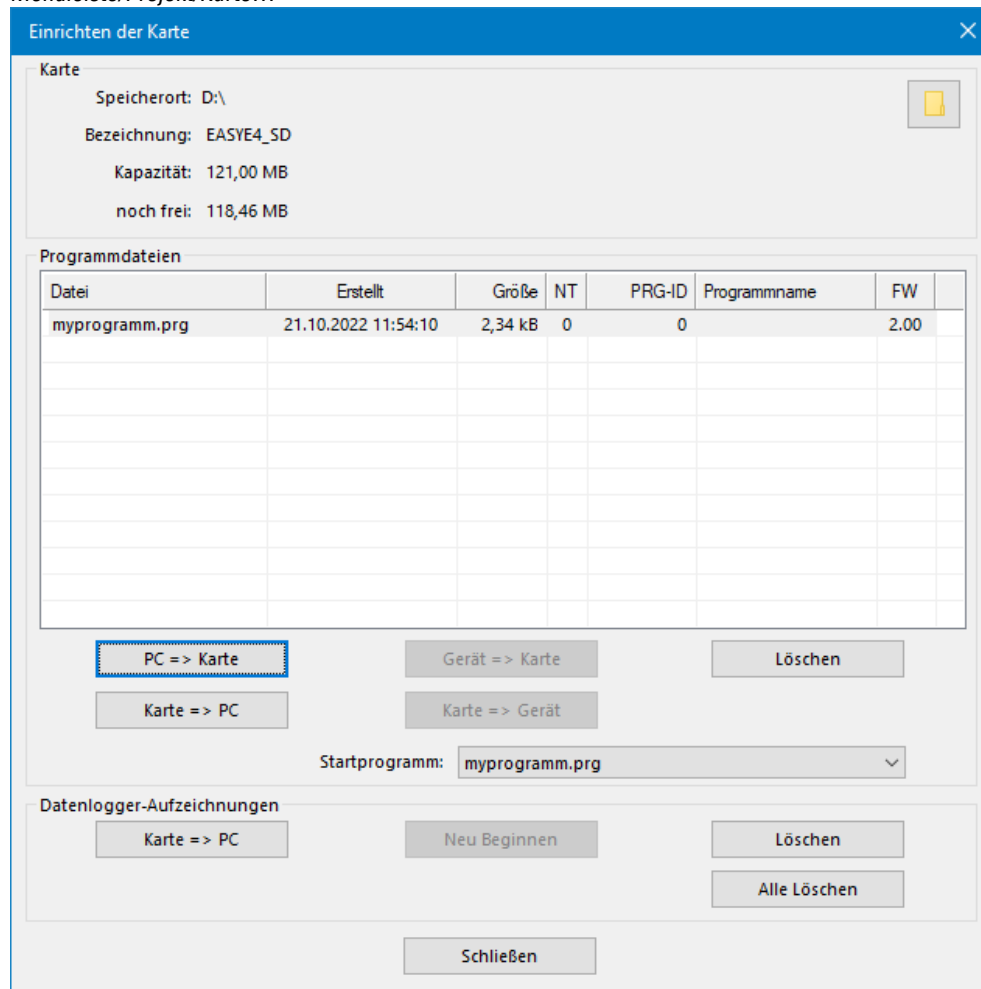 Menüleiste/Projekt/Karte...
Einrichten der Karte
Karte
Speicherort: D:\
Bezeichnung: EASYE4_SD
Kapazität: 121,00 MB
noch frei: 118,46 MB
Programmdateien
Datei Erstellt Größe NT PRG-ID Programmname FW
myprogramm.prg 21.10.2022 11:54:10 2,34 kB 0 0 2.00
PC => Karte Gerät => Karte Löschen
Karte => PC Karte => Gerät
Startprogramm: myprogramm.prg
Datenlogger-Aufzeichnungen
Karte => PC Neu Beginnen Löschen
Alle Löschen
Schließen